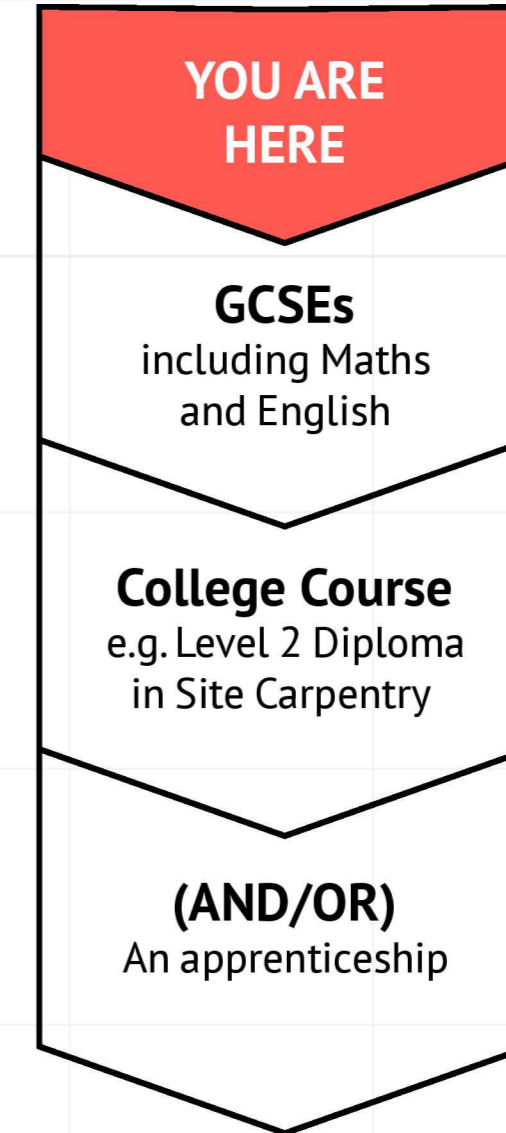 YOU ARE
HERE
GCSEs
including Maths
and English
College Course
e.g. Level 2 Diploma
in Site Carpentry
(AND/OR)
An apprenticeship